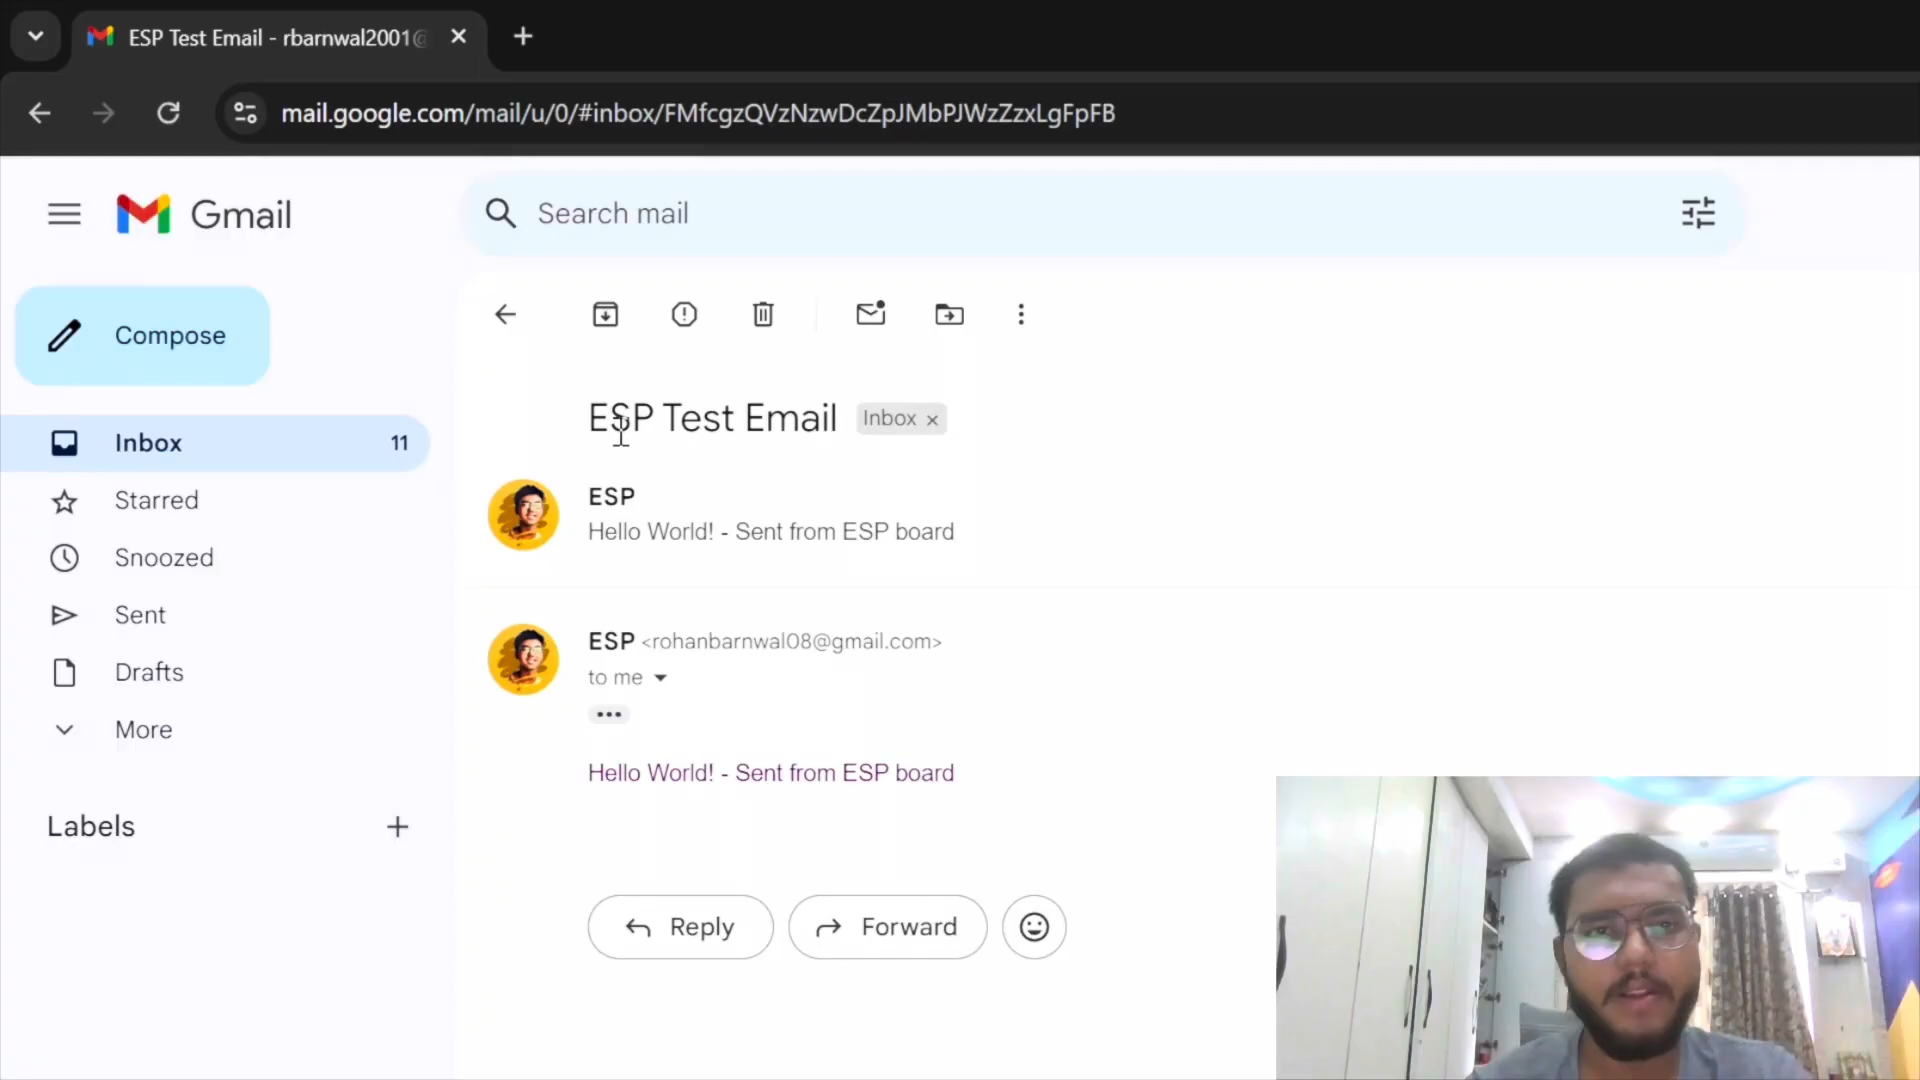 ESP Test Email - rbarnwal2001@
mail.google.com/mail/u/0/#inbox/FMfcgzQVzNzwDcZpJMbPJWzZzxLgFpFB
Gmail
Search mail
Compose
Inbox 11
Starred
Snoozed
Sent
Drafts
More
Labels
ESP Test Email Inbox
ESP
Hello World! - Sent from ESP board
ESP <rohanbarnwal08@gmail.com>
to me
Hello World! - Sent from ESP board
Reply Forward